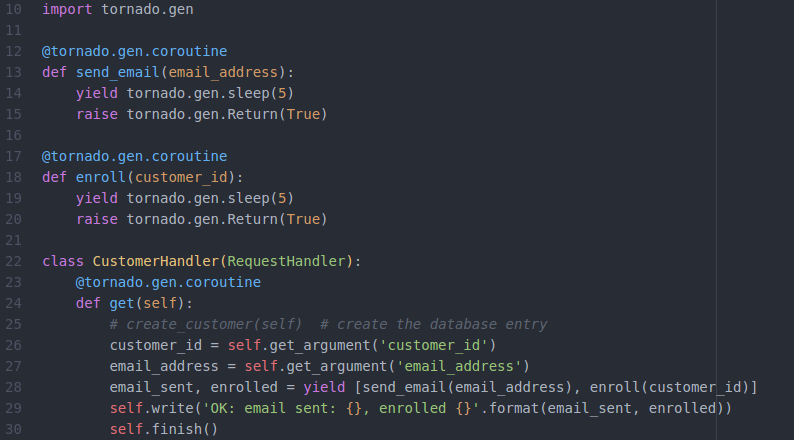 10 import tornado.gen
11
12 @tornado.gen.coroutine
13 def send_email(email_address):
14     yield tornado.gen.sleep(5)
15     raise tornado.gen.Return(True)
16
17 @tornado.gen.coroutine
18 def enroll(customer_id):
19     yield tornado.gen.sleep(5)
20     raise tornado.gen.Return(True)
21
22 class CustomerHandler(RequestHandler):
23     @tornado.gen.coroutine
24     def get(self):
25         # create_customer(self)  # create the database entry
26         customer_id = self.get_argument('customer_id')
27         email_address = self.get_argument('email_address')
28         email_sent, enrolled = yield [send_email(email_address), enroll(customer_id)]
29         self.write('OK: email sent: {}, enrolled {}'.format(email_sent, enrolled))
30         self.finish()